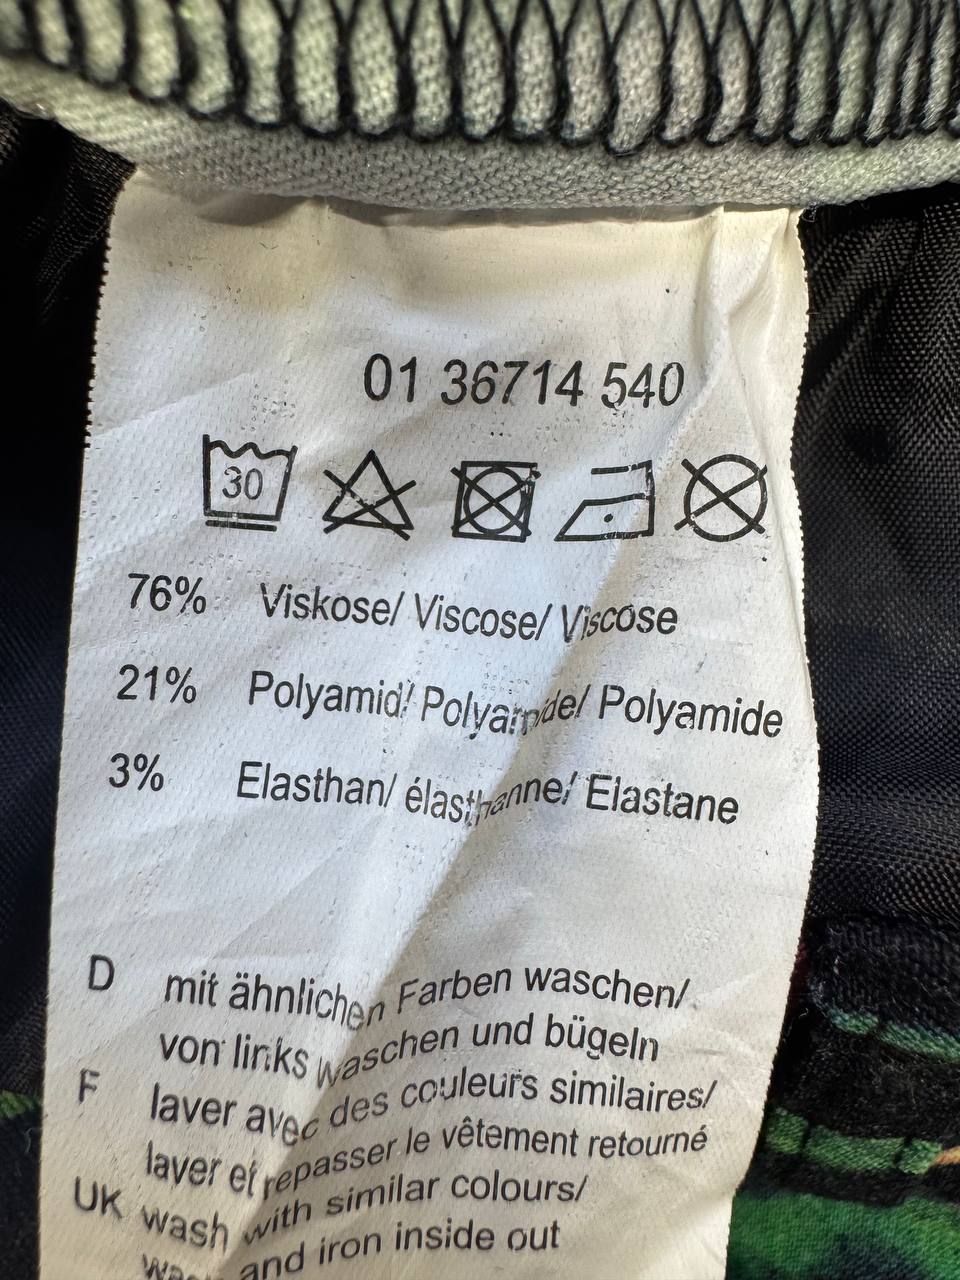 01 36714 540
30
76% Viskose/ Viscose/ Viscose
21% Polyamid/ Polyamide/ Polyamide
3% Elasthan/ élasthanne/ Elastane
D mit ähnlichen Farben waschen/
von links waschen und bügeln
F laver avec des couleurs similaires/
laver et repasser le vêtement retourné
UK wash with similar colours/
and iron inside out